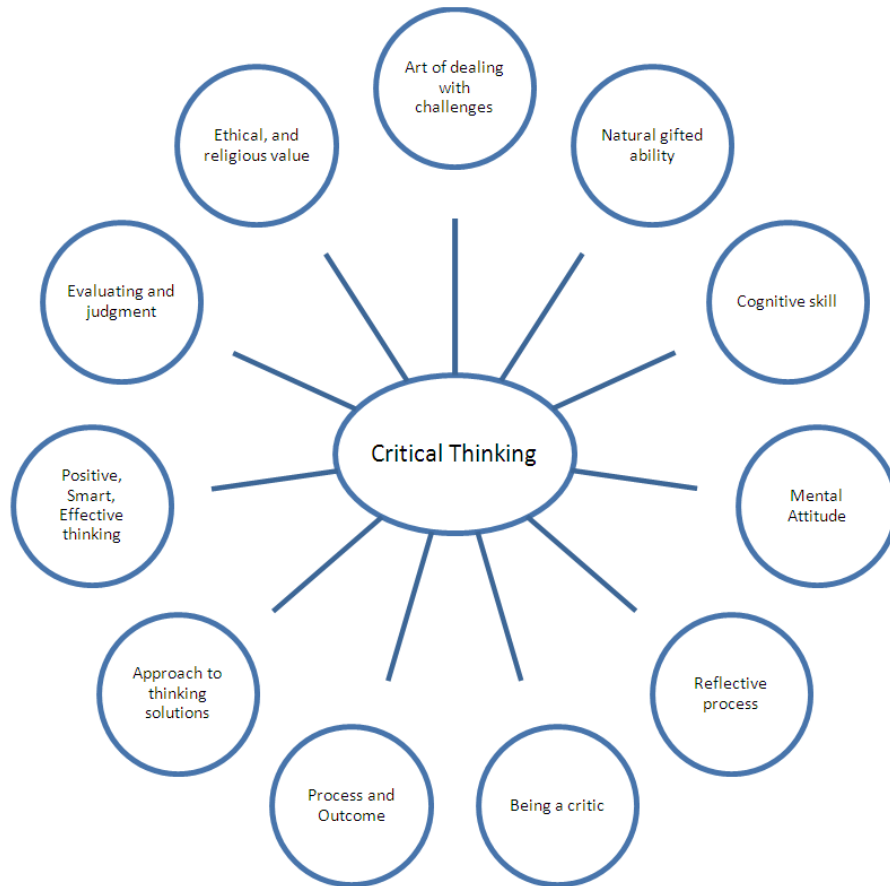 Art of dealing
with
challenges
Natural gifted
ability
Cognitive skill
Mental
Attitude
Reflective
process
Being a critic
Process and
Outcome
Approach to
thinking
solutions
Positive,
Smart,
Effective
thinking
Evaluating and
judgment
Ethical, and
religious value
Critical Thinking